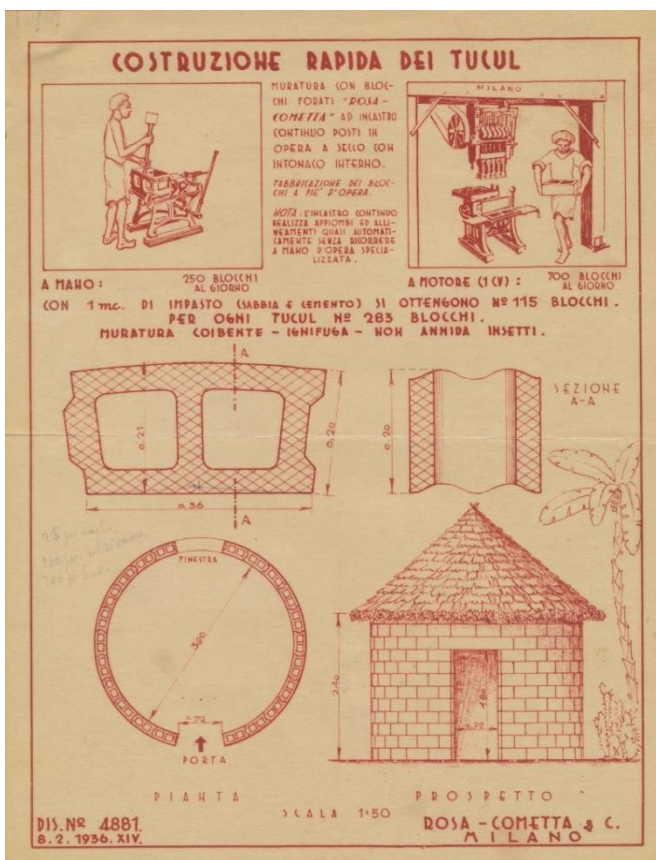 COSTRUZIONE RAPIDA DEI TUCUL
MURATURA CON BLOC-
CHI FORATI "ROSA-
COMETTA" AD INCASTRO
CONTINUO POSTI IN
OPERA A SECCO CON
INTONACO INTERNO.
FABBRICAZIONE DEI BLOC-
CHI A PIE' D'OPERA.
NOTA: L'INCASTRO CONTINUO
REALIZZA APPIOMBI ED ALLI-
NEAMENTI QUASI AUTOMATI-
CAMENTE SENZA RICORRERE
A MANO D'OPERA SPECIA-
LIZZATA.
MILANO
A MANO: 250 BLOCCHI
AL GIORNO
A MOTORE (1 CV): 700 BLOCCHI
AL GIORNO
CON 1 mc. DI IMPASTO (SABBIA E CEMENTO) SI OTTENGONO Nº 115 BLOCCHI.
PER OGNI TUCUL Nº 283 BLOCCHI.
MURATURA COIBENTE - IGNIFUGA - NON ANNIDA INSETTI.
A
0.21
0.20
0.36
A
0.20
SEZIONE
A-A
FINESTRA
300
PORTA
2.40
1.80
0.70
PIANTA
PROSPETTO
SCALA 1:50
DIS. Nº 4881.
8.2.1936.XIV.
ROSA - COMETTA & C.
MILANO